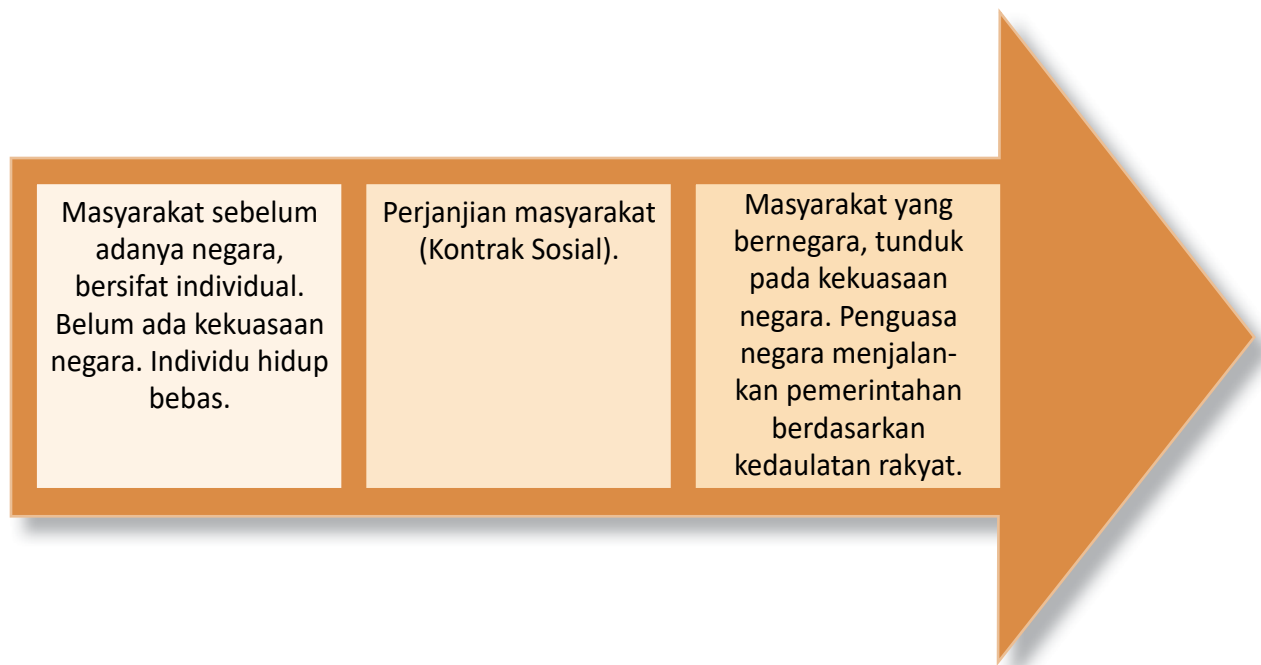 Masyarakat sebelum
adanya negara,
bersifat individual.
Belum ada kekuasaan
negara. Individu hidup
bebas.
Perjanjian masyarakat
(Kontrak Sosial).
Masyarakat yang
bernegara, tunduk
pada kekuasaan
negara. Penguasa
negara menjalan-
kan pemerintahan
berdasarkan
kedaulatan rakyat.